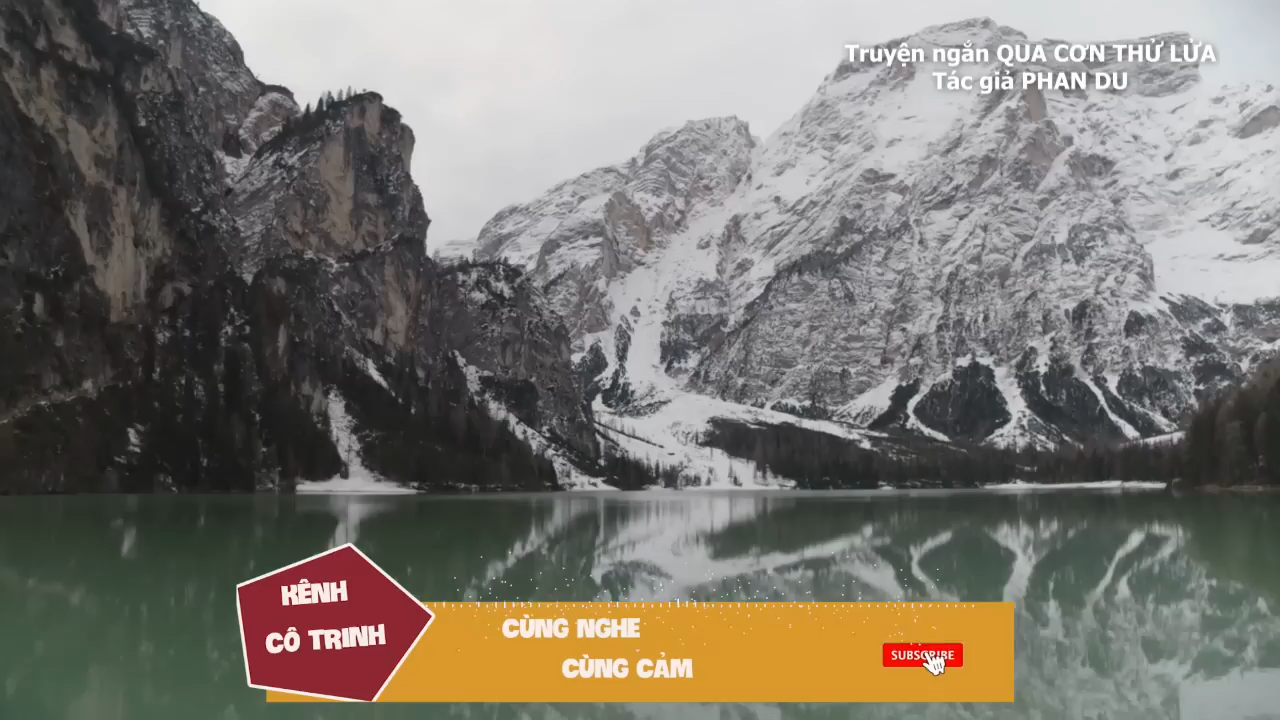 Truyện ngắn QUA CƠN THỬ LỬA
Tác giả PHAN DU
KÊNH
CÔ TRINH
CÙNG NGHE
CÙNG CẢM
SUBSCRIBE